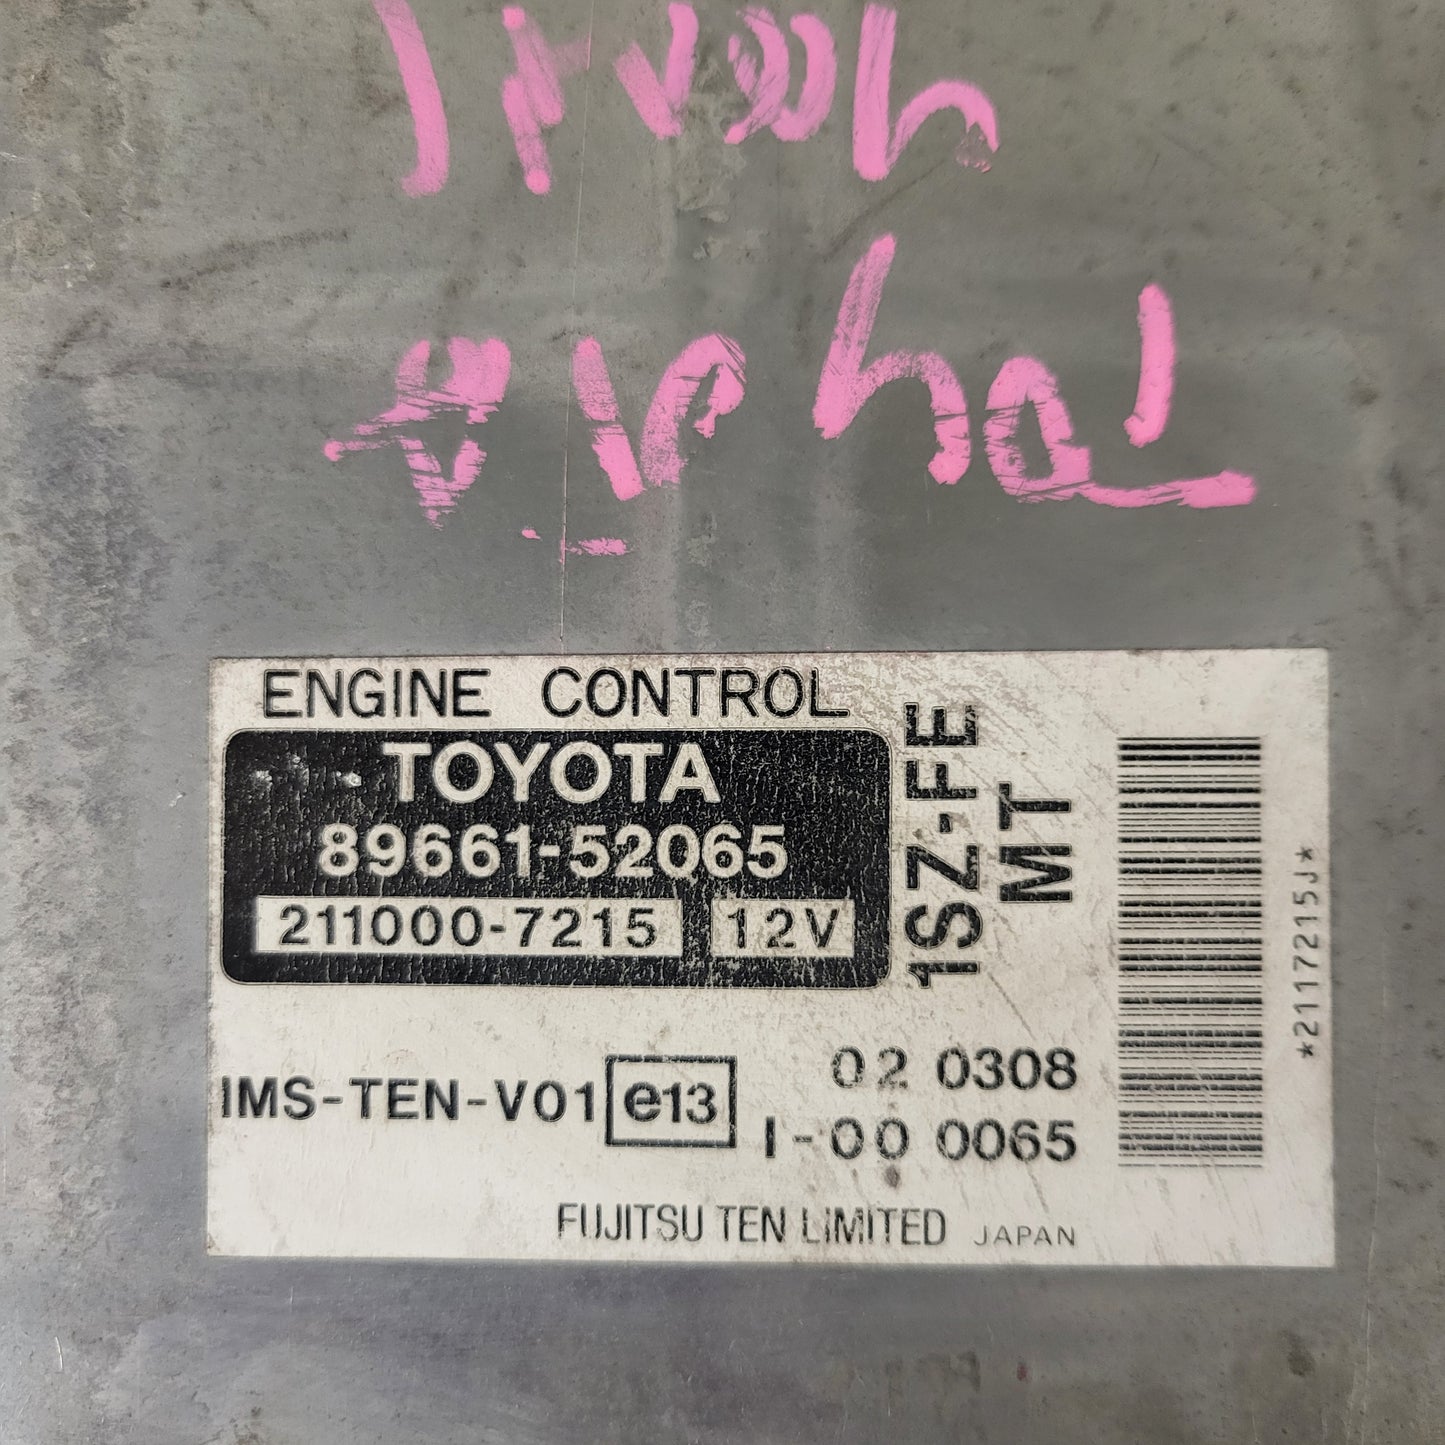 ENGINE CONTROL
TOYOTA
89661-52065
211000-7215 12V
1SZ-FE
MT
*2117215J*
IMS-TEN-V01 e13
02 0308
I-00 0065
FUJITSU TEN LIMITED JAPAN